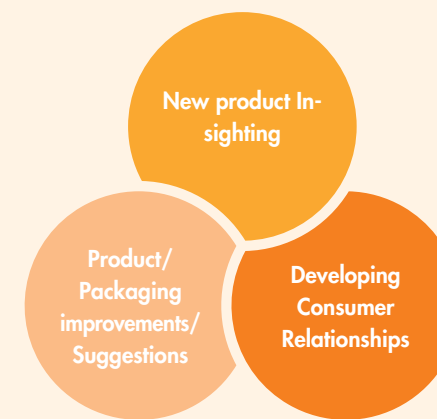 New product In-
sighting
Product/
Packaging
improvements/
Suggestions
Developing
Consumer
Relationships